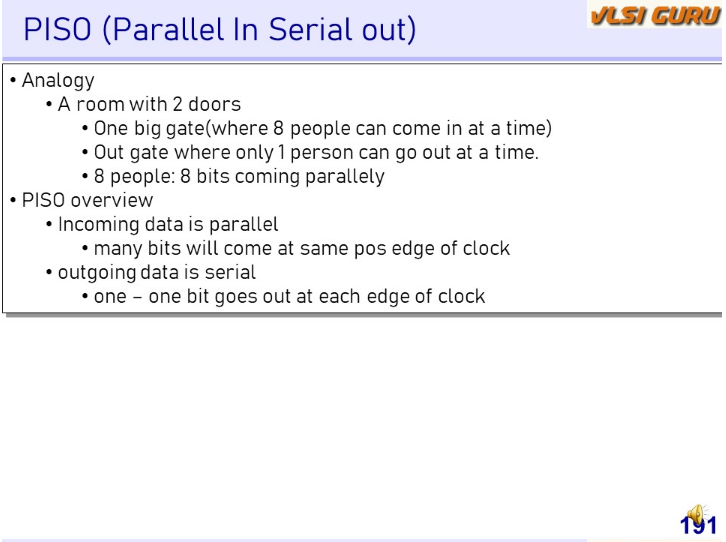 PISO (Parallel In Serial out)
VLSI GURU
• Analogy
• A room with 2 doors
• One big gate(where 8 people can come in at a time)
• Out gate where only 1 person can go out at a time.
• 8 people: 8 bits coming parallely
• PISO overview
• Incoming data is parallel
• many bits will come at same pos edge of clock
• outgoing data is serial
• one – one bit goes out at each edge of clock
191